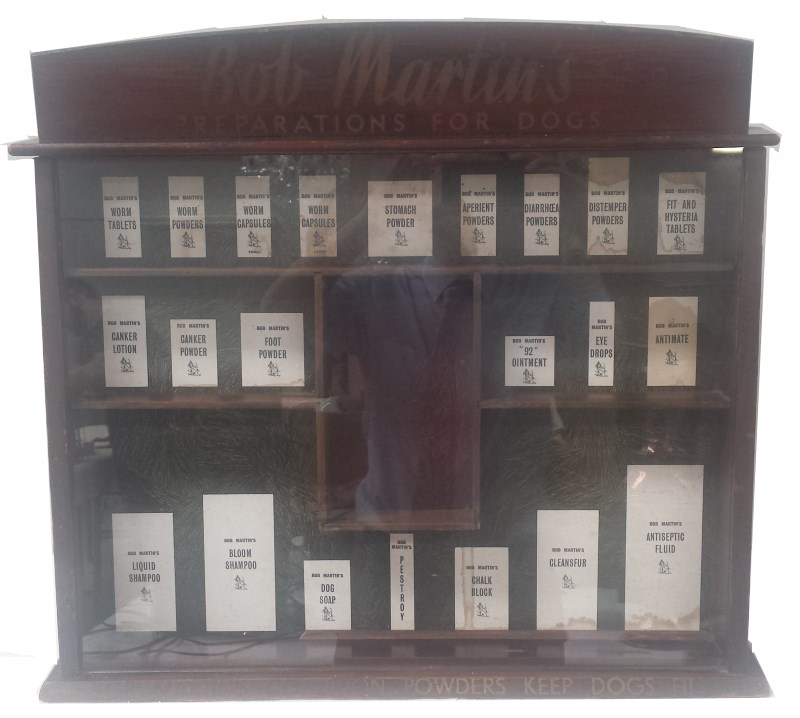 Bob Martin's
PREPARATIONS FOR DOGS
BOB MARTIN'S
WORM
TABLETS
BOB MARTIN'S
WORM
POWDERS
BOB MARTIN'S
WORM
CAPSULES
BOB MARTIN'S
WORM
CAPSULES
BOB MARTIN'S
STOMACH
POWDER
BOB MARTIN'S
APERIENT
POWDERS
BOB MARTIN'S
DIARRHŒA
POWDERS
BOB MARTIN'S
DISTEMPER
POWDERS
BOB MARTIN'S
FIT AND
HYSTERIA
TABLETS
BOB MARTIN'S
CANKER
LOTION
BOB MARTIN'S
CANKER
POWDER
BOB MARTIN'S
FOOT
POWDER
BOB MARTIN'S
"92"
OINTMENT
BOB
MARTIN'S
EYE
DROPS
BOB MARTIN'S
ANTIMATE
BOB MARTIN'S
LIQUID
SHAMPOO
BOB MARTIN'S
BLOOM
SHAMPOO
BOB MARTIN'S
DOG
SOAP
BOB
MARTIN'S
PESTROY
BOB MARTIN'S
CHALK
BLOCK
BOB
MARTIN'S
CLEANSFUR
BOB MARTIN'S
ANTISEPTIC
FLUID
POWDERS KEEP DOGS FIT